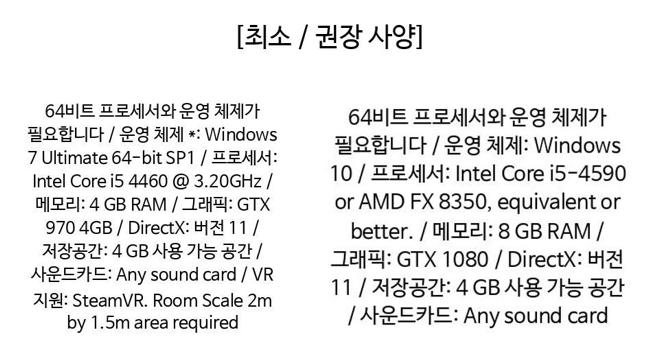 [최소 / 권장 사양]
64비트 프로세서와 운영 체제가
필요합니다 / 운영 체제 *: Windows
7 Ultimate 64-bit SP1 / 프로세서:
Intel Core i5 4460 @ 3.20GHz /
메모리: 4 GB RAM / 그래픽: GTX
970 4GB / DirectX: 버전 11 /
저장공간: 4 GB 사용 가능 공간 /
사운드카드: Any sound card / VR
지원: SteamVR. Room Scale 2m
by 1.5m area required
64비트 프로세서와 운영 체제가
필요합니다 / 운영 체제: Windows
10 / 프로세서: Intel Core i5-4590
or AMD FX 8350, equivalent or
better. / 메모리: 8 GB RAM /
그래픽: GTX 1080 / DirectX: 버전
11 / 저장공간: 4 GB 사용 가능 공간
/ 사운드카드: Any sound card